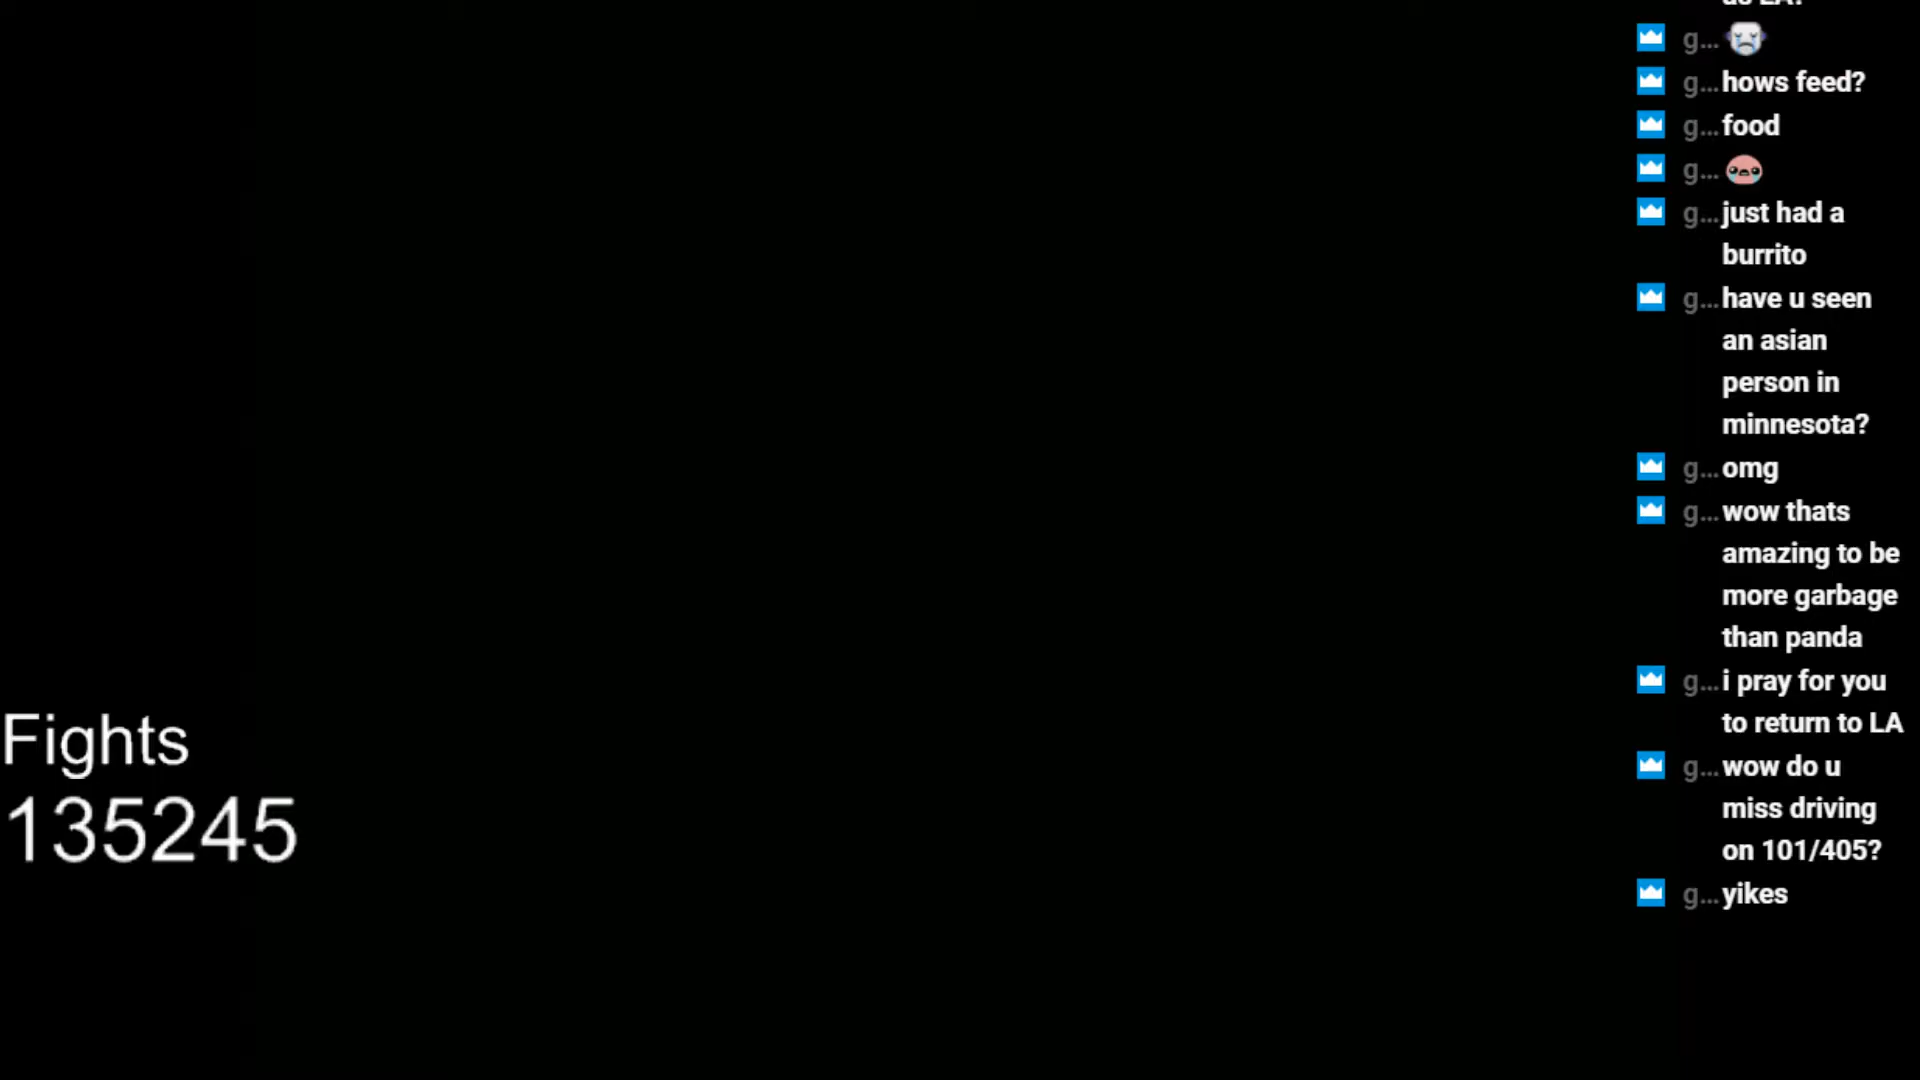 g...
g... hows feed?
g... food
g...
g... just had a
burrito
g... have u seen
an asian
person in
minnesota?
g... omg
g... wow thats
amazing to be
more garbage
than panda
g... i pray for you
to return to LA
g... wow do u
miss driving
on 101/405?
g... yikes
Fights
135245